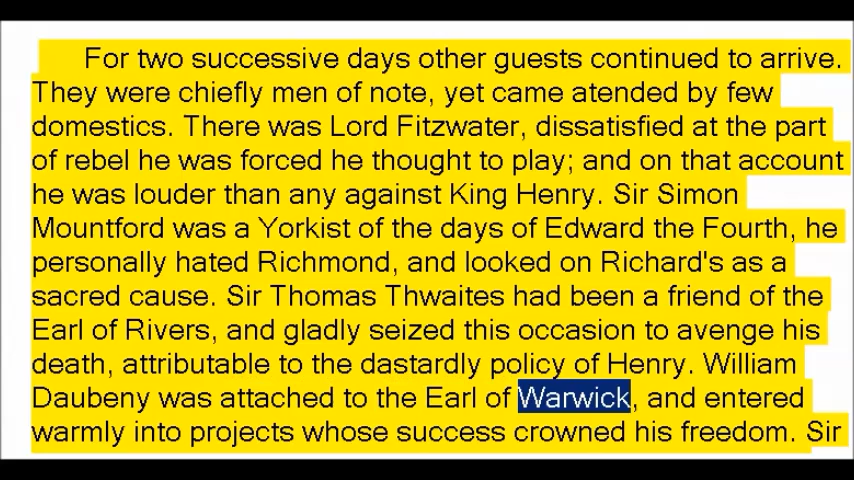 For two successive days other guests continued to arrive.
They were chiefly men of note, yet came atended by few
domestics. There was Lord Fitzwater, dissatisfied at the part
of rebel he was forced he thought to play; and on that account
he was louder than any against King Henry. Sir Simon
Mountford was a Yorkist of the days of Edward the Fourth, he
personally hated Richmond, and looked on Richard's as a
sacred cause. Sir Thomas Thwaites had been a friend of the
Earl of Rivers, and gladly seized this occasion to avenge his
death, attributable to the dastardly policy of Henry. William
Daubeny was attached to the Earl of Warwick, and entered
warmly into projects whose success crowned his freedom. Sir